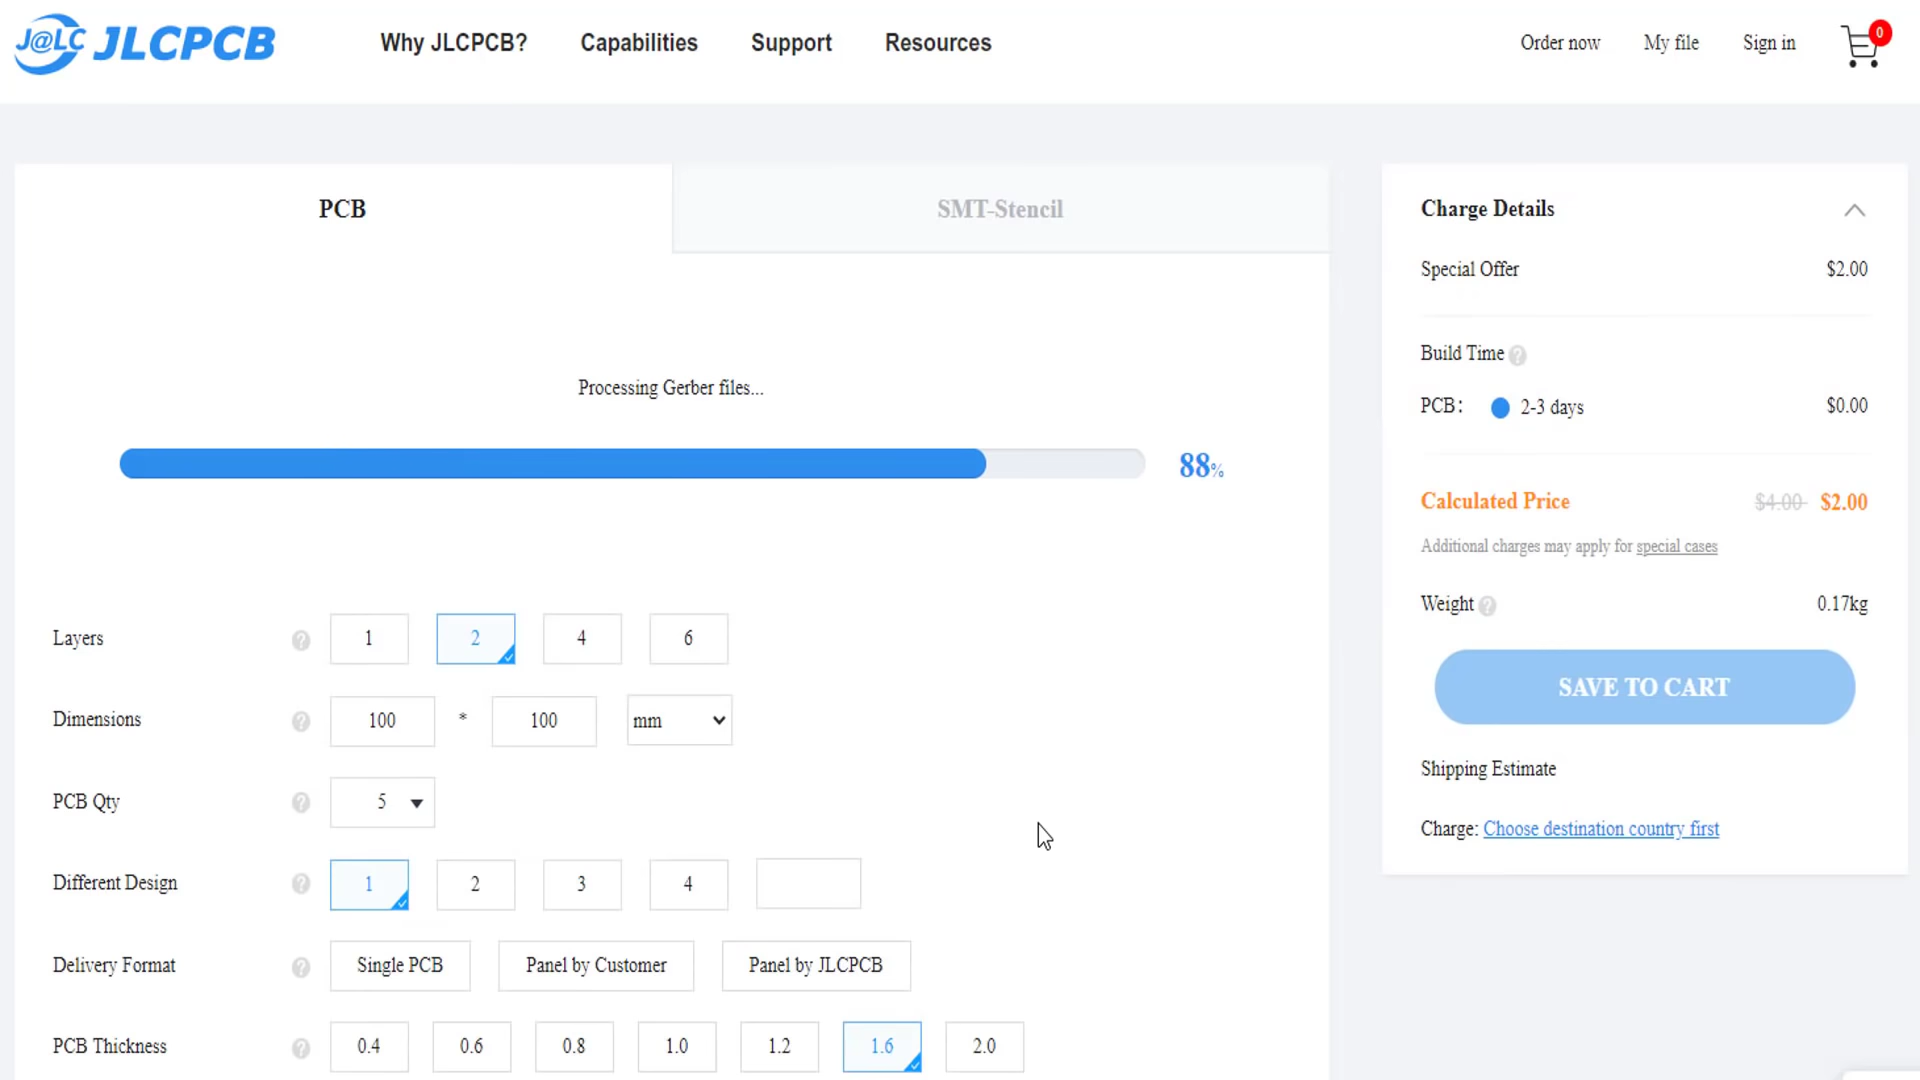 J@LC JLCPCB Why JLCPCB? Capabilities Support Resources Order now My file Sign in 0
PCB SMT-Stencil
Processing Gerber files...
88%
Layers ? 1 2 4 6
Dimensions ? 100 * 100 mm
PCB Qty ? 5
Different Design ? 1 2 3 4
Delivery Format ? Single PCB Panel by Customer Panel by JLCPCB
PCB Thickness ? 0.4 0.6 0.8 1.0 1.2 1.6 2.0
Charge Details
Special Offer $2.00
Build Time ?
PCB: 2-3 days $0.00
Calculated Price $4.00 $2.00
Additional charges may apply for special cases
Weight ? 0.17kg
SAVE TO CART
Shipping Estimate
Charge: Choose destination country first